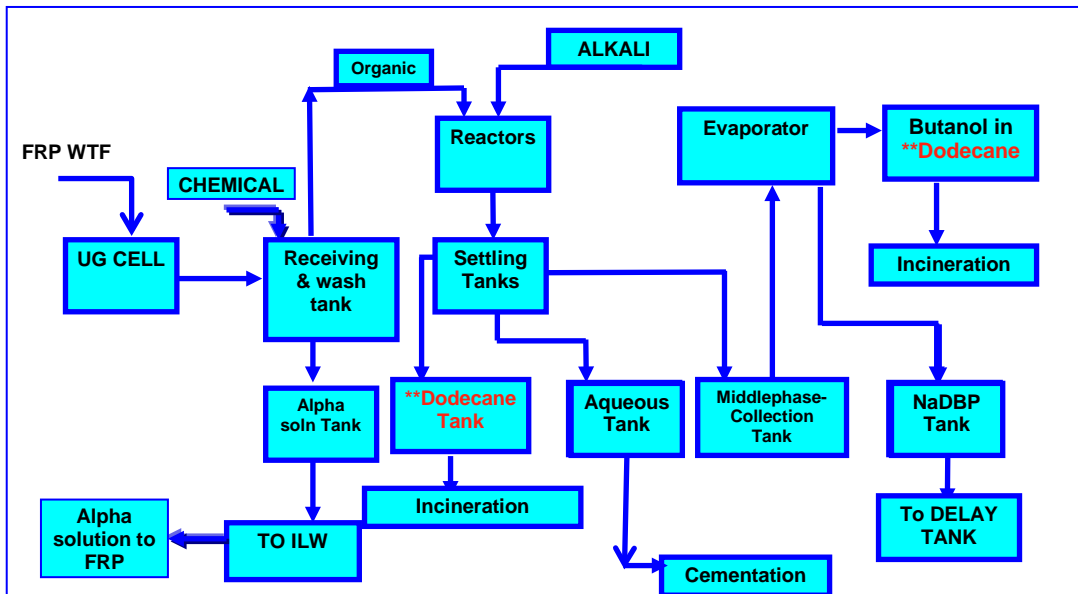 ALKALI
Organic
Reactors
Evaporator
Butanol in
**Dodecane
FRP WTF
CHEMICAL
UG CELL
Receiving
& wash
tank
Settling
Tanks
Incineration
Alpha
soln Tank
**Dodecane
Tank
Aqueous
Tank
Middlephase-
Collection
Tank
NaDBP
Tank
Alpha
solution to
FRP
TO ILW
Incineration
Cementation
To DELAY
TANK